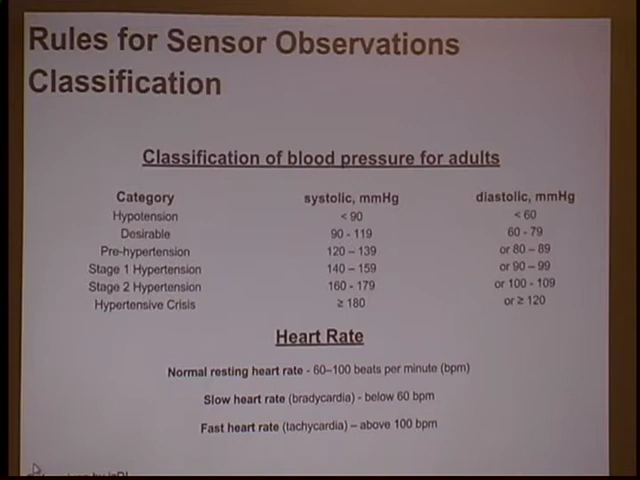 Rules for Sensor Observations
Classification
Classification of blood pressure for adults
Category systolic, mmHg diastolic, mmHg
Hypotension < 90 < 60
Desirable 90 - 119 60 - 79
Pre-hypertension 120 – 139 or 80 – 89
Stage 1 Hypertension 140 – 159 or 90 – 99
Stage 2 Hypertension 160 - 179 or 100 - 109
Hypertensive Crisis ≥ 180 or ≥ 120
Heart Rate
Normal resting heart rate - 60–100 beats per minute (bpm)
Slow heart rate (bradycardia) - below 60 bpm
Fast heart rate (tachycardia) – above 100 bpm